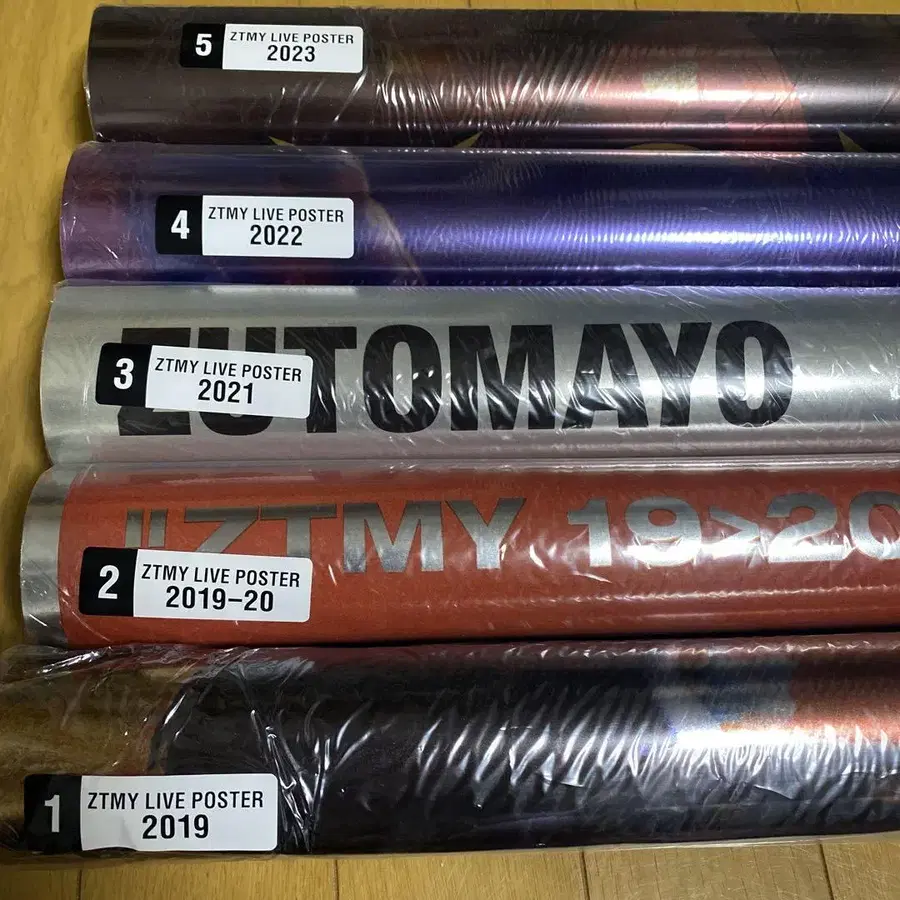 5
ZTMY LIVE POSTER
2023
4
ZTMY LIVE POSTER
2022
ZUTOMAYO
3
ZTMY LIVE POSTER
2021
"ZTMY 19>20
2
ZTMY LIVE POSTER
2019-20
1
ZTMY LIVE POSTER
2019